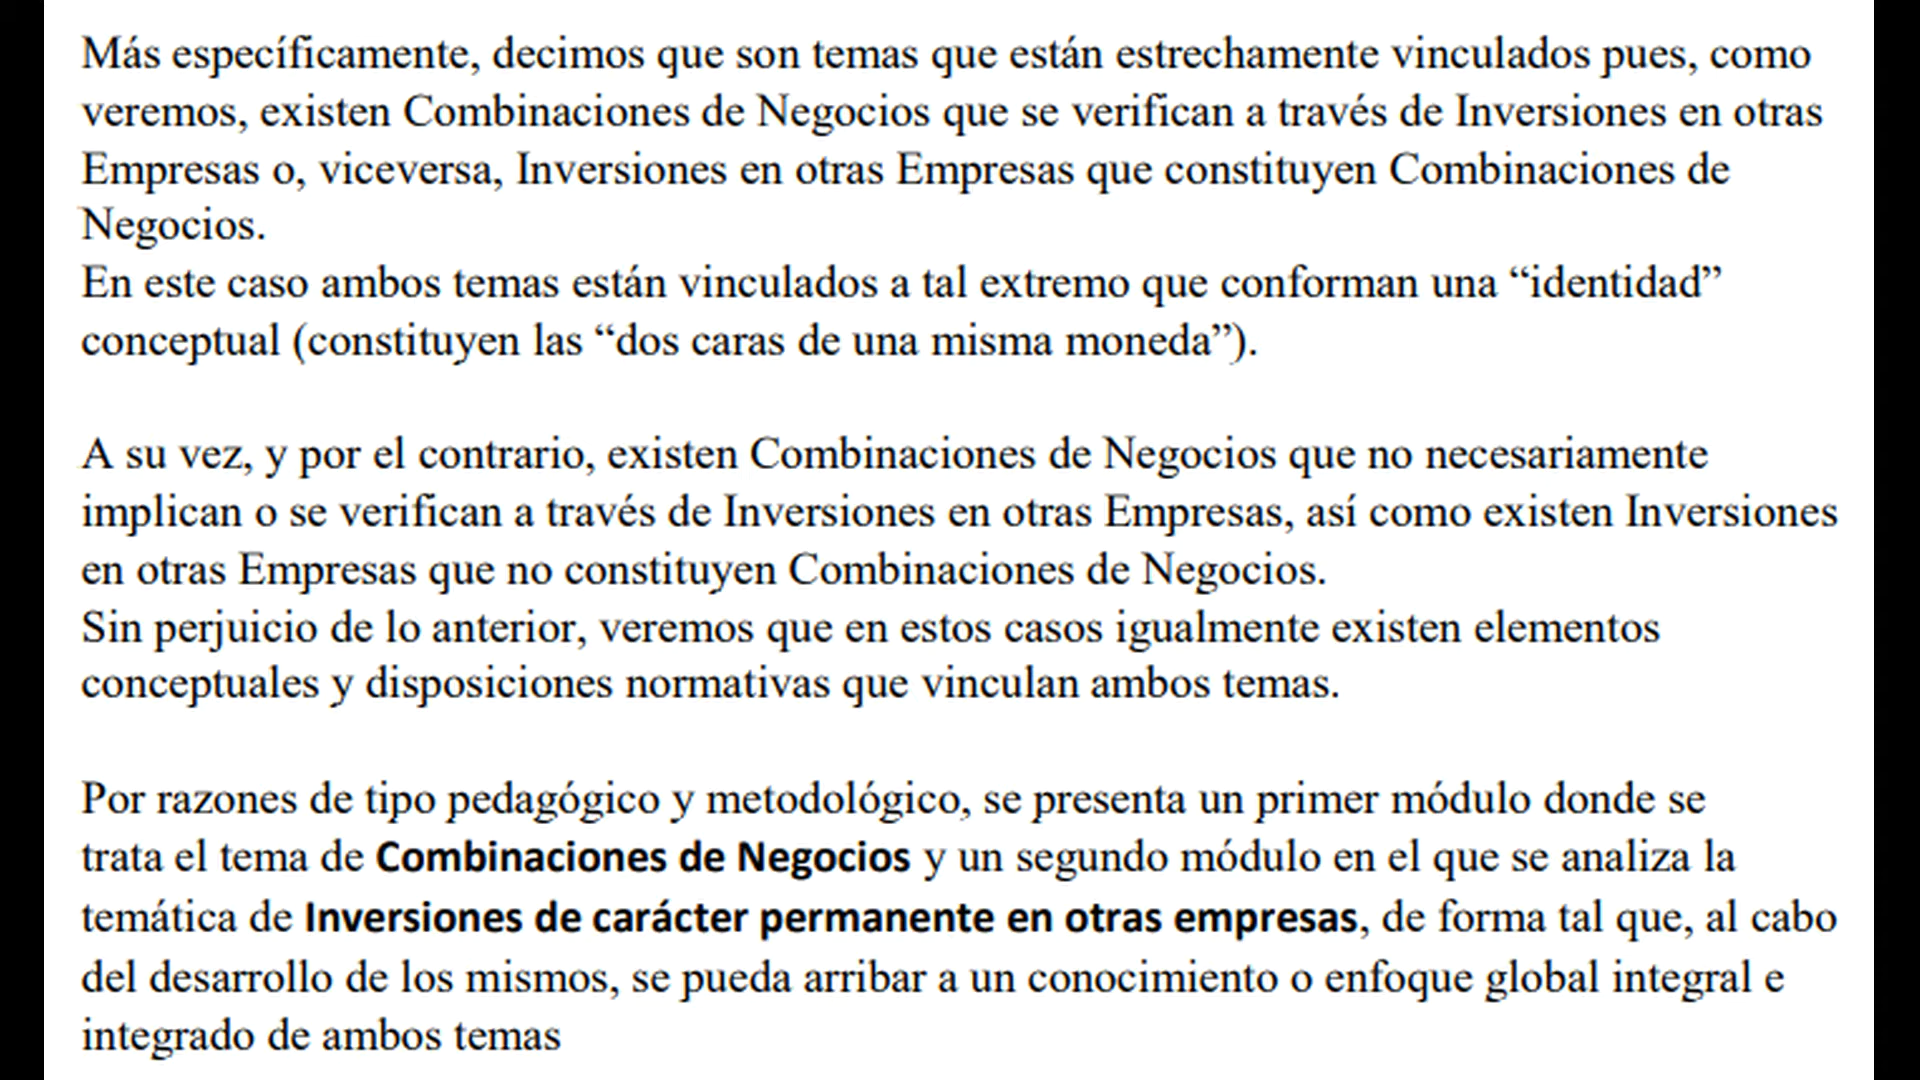 Más específicamente, decimos que son temas que están estrechamente vinculados pues, como
veremos, existen Combinaciones de Negocios que se verifican a través de Inversiones en otras
Empresas o, viceversa, Inversiones en otras Empresas que constituyen Combinaciones de
Negocios.
En este caso ambos temas están vinculados a tal extremo que conforman una “identidad”
conceptual (constituyen las “dos caras de una misma moneda”).
A su vez, y por el contrario, existen Combinaciones de Negocios que no necesariamente
implican o se verifican a través de Inversiones en otras Empresas, así como existen Inversiones
en otras Empresas que no constituyen Combinaciones de Negocios.
Sin perjuicio de lo anterior, veremos que en estos casos igualmente existen elementos
conceptuales y disposiciones normativas que vinculan ambos temas.
Por razones de tipo pedagógico y metodológico, se presenta un primer módulo donde se
trata el tema de Combinaciones de Negocios y un segundo módulo en el que se analiza la
temática de Inversiones de carácter permanente en otras empresas, de forma tal que, al cabo
del desarrollo de los mismos, se pueda arribar a un conocimiento o enfoque global integral e
integrado de ambos temas